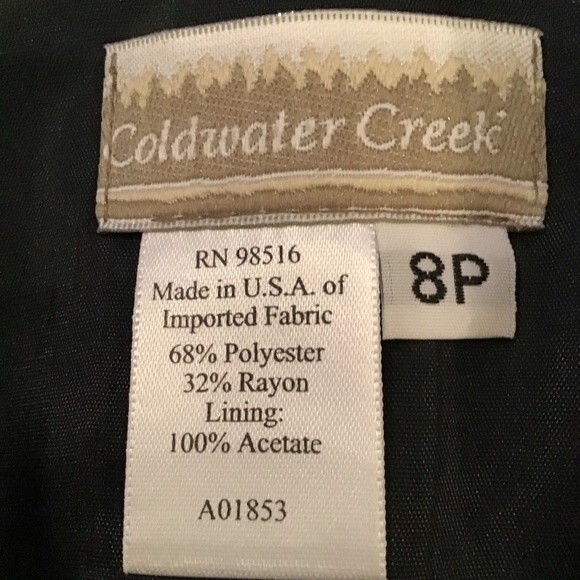 Coldwater Creek
8P
RN 98516
Made in U.S.A. of
Imported Fabric
68% Polyester
32% Rayon
Lining:
100% Acetate
A01853